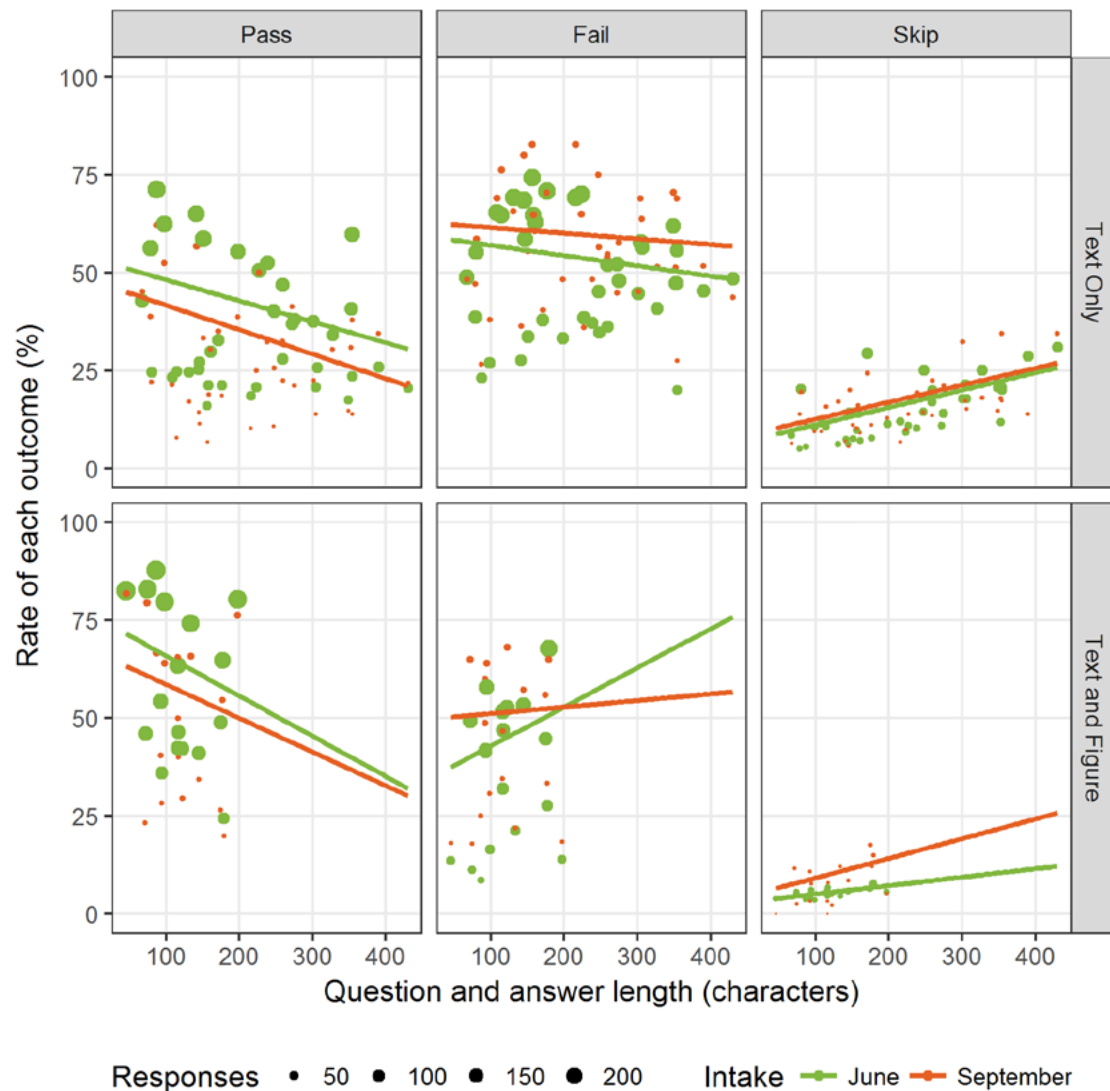 Pass Fail Skip
100
75
50
25
0
Text Only
100
75
50
25
0
Text and Figure
Rate of each outcome (%)
100 200 300 400 100 200 300 400 100 200 300 400
Question and answer length (characters)
Responses 50 100 150 200 Intake June September